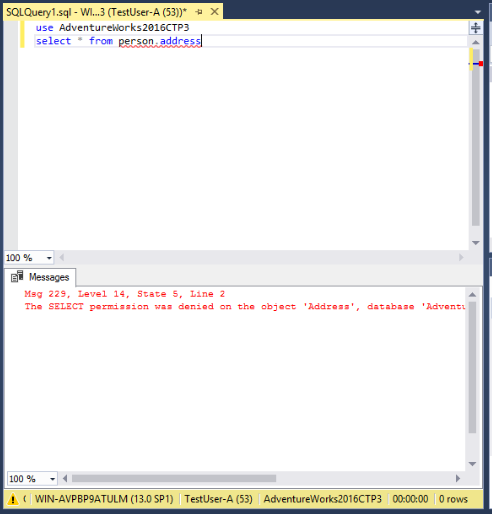 SQLQuery1.sql - WI...3 (TestUser-A (53))*
use AdventureWorks2016CTP3
select * from person.address
100 %
Messages
Msg 229, Level 14, State 5, Line 2
The SELECT permission was denied on the object 'Address', database 'Adventu
100 %
( WIN-AVPBP9ATULM (13.0 SP1) TestUser-A (53) AdventureWorks2016CTP3 00:00:00 0 rows